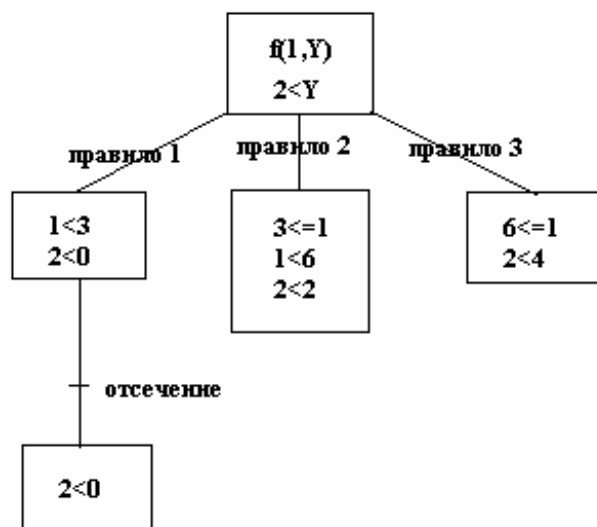 f(1,Y)
2<Y
правило 1
правило 2
правило 3
1<3
2<0
3<=1
1<6
2<2
6<=1
2<4
отсечение
2<0